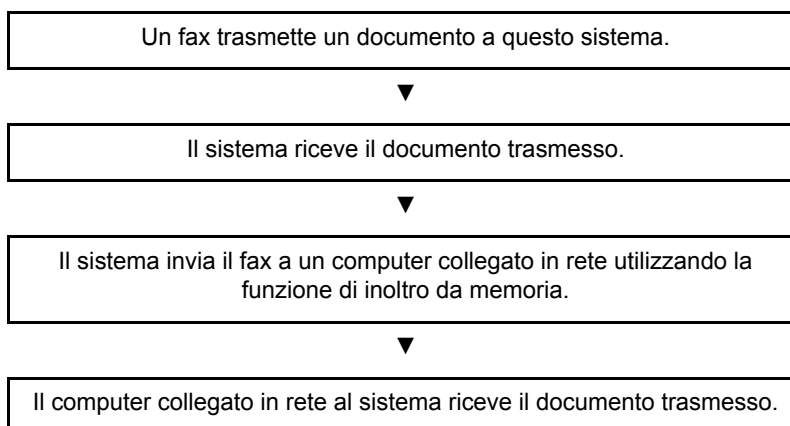 Un fax trasmette un documento a questo sistema.
▼
Il sistema riceve il documento trasmesso.
▼
Il sistema invia il fax a un computer collegato in rete utilizzando la
funzione di inoltro da memoria.
▼
Il computer collegato in rete al sistema riceve il documento trasmesso.